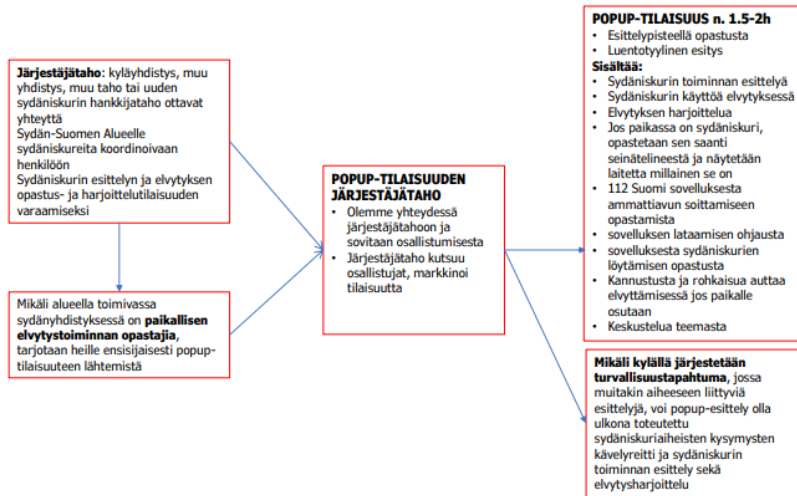 Järjestäjätaho: kyläyhdistys, muu
yhdistys, muu taho tai uuden
sydäniskurin hankkijataho ottavat
yhteyttä
Sydän-Suomen Alueelle
sydäniskureita koordinoivaan
henkilöön
Sydäniskurin esittelyn ja elvytyksen
opastus- ja harjoittelutilaisuuden
varaamiseksi
Mikäli alueella toimivassa
sydänyhdistyksessä on paikallisen
elvytystoiminnan opastajia,
tarjotaan heille ensisijaisesti popup-
tilaisuuteen lähtemistä
POPUP-TILAISUUDEN
JÄRJESTÄJÄTAHO
• Olemme yhteydessä
järjestäjätahoon ja
sovitaan osallistumisesta
• Järjestäjätaho kutsuu
osallistujat, markkinoi
tilaisuutta
POPUP-TILAISUUS n. 1.5-2h
• Esittelypisteellä opastusta
• Luentotyylinen esitys
Sisältää:
• Sydäniskurin toiminnan esittelyä
• Sydäniskurin käyttöä elvytyksessä
• Elvytyksen harjoittelua
• Jos paikassa on sydäniskuri,
opastetaan sen saanti
seinätelineestä ja näytetään
laitetta millainen se on
• 112 Suomi sovelluksesta
ammattiavun soittamiseen
opastamista
• sovelluksen lataamisen ohjausta
• sovelluksesta sydäniskurien
löytämisen opastusta
• Kannustusta ja rohkaisua auttaa
elvyttämisessä jos paikalle
osutaan
• Keskustelua teemasta
Mikäli kylällä järjestetään
turvallisuustapahtuma, jossa
muitakin aiheeseen liittyviä
esittelyjä, voi popup-esittely olla
ulkona toteutettu
sydäniskuriaiheisten kysymysten
kävelyreitti ja sydäniskurin
toiminnan esittely sekä
elvytysharjoittelu